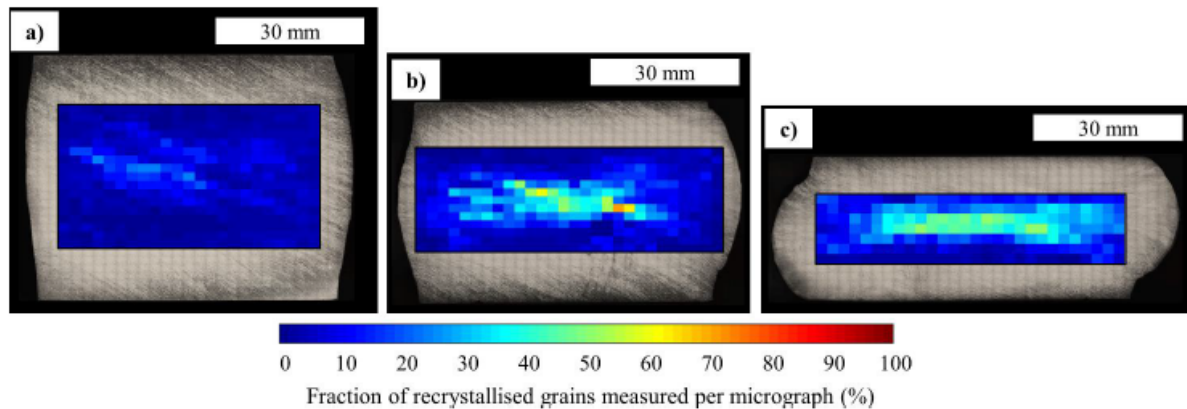 a)
30 mm
b)
30 mm
c)
30 mm
0 10 20 30 40 50 60 70 80 90 100
Fraction of recrystallised grains measured per micrograph (%)